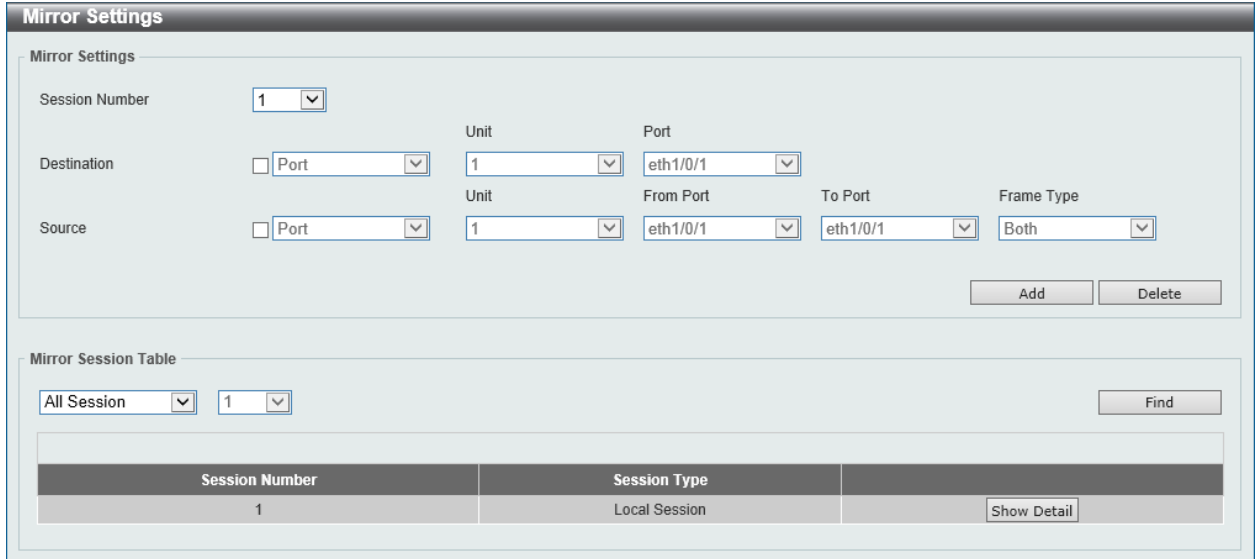 Mirror Settings
Mirror Settings
Session Number 1
Unit Port
Destination Port 1 eth1/0/1
Unit From Port To Port Frame Type
Source Port 1 eth1/0/1 eth1/0/1 Both
Add Delete
Mirror Session Table
All Session 1 Find
Session Number Session Type
1 Local Session Show Detail